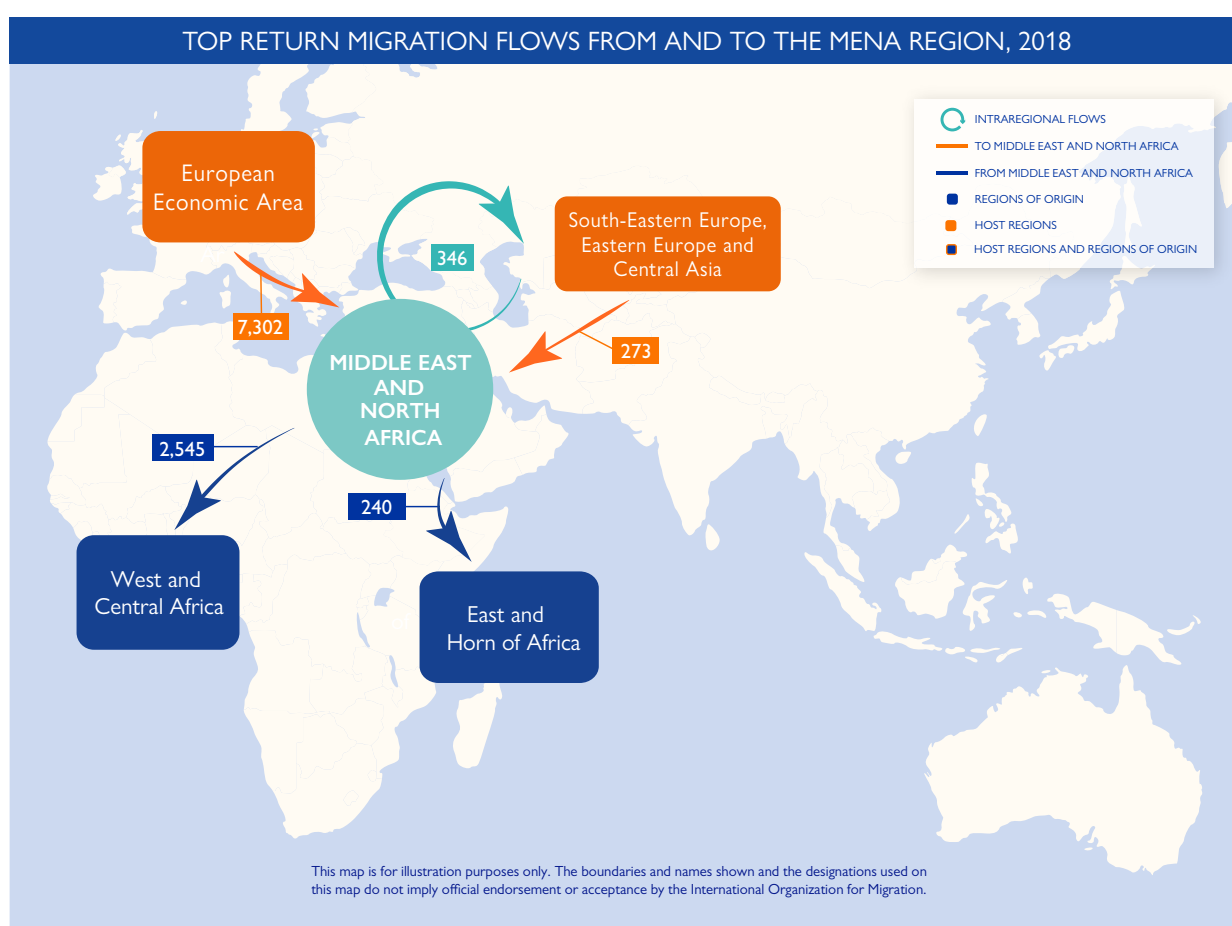 TOP RETURN MIGRATION FLOWS FROM AND TO THE MENA REGION, 2018
INTRAREGIONAL FLOWS
TO MIDDLE EAST AND NORTH AFRICA
FROM MIDDLE EAST AND NORTH AFRICA
REGIONS OF ORIGIN
HOST REGIONS
HOST REGIONS AND REGIONS OF ORIGIN
European
Economic Area
South-Eastern Europe,
Eastern Europe and
Central Asia
346
7,302
273
MIDDLE EAST
AND
NORTH
AFRICA
2,545
240
West and
Central Africa
East and
Horn of Africa
This map is for illustration purposes only. The boundaries and names shown and the designations used on
this map do not imply official endorsement or acceptance by the International Organization for Migration.